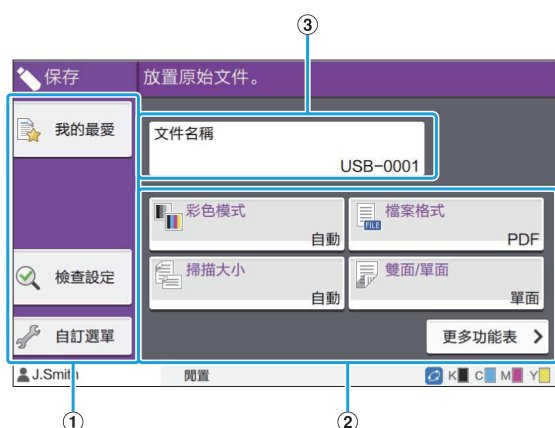 ③
保存
放置原始文件。
我的最愛
文件名稱
USB-0001
彩色模式
自動
檔案格式
FILE
PDF
檢查設定
掃描大小
自動
雙面/單面
單面
自訂選單
更多功能表
J.Smith
閒置
K C M Y
① ②